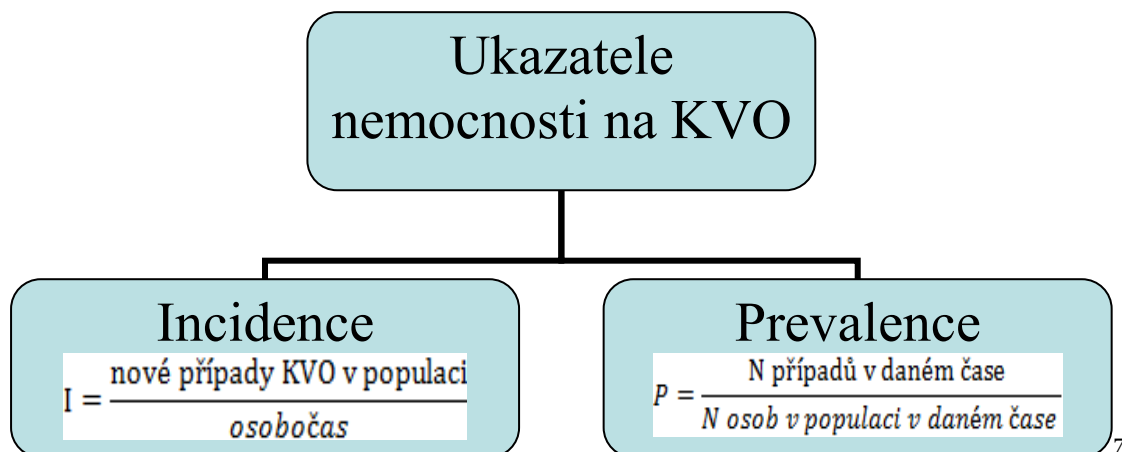 Ukazatele
nemocnosti na KVO
Incidence
I = nové případy KVO v populaci / osobočas
Prevalence
P = N případů v daném čase / N osob v populaci v daném čase
7